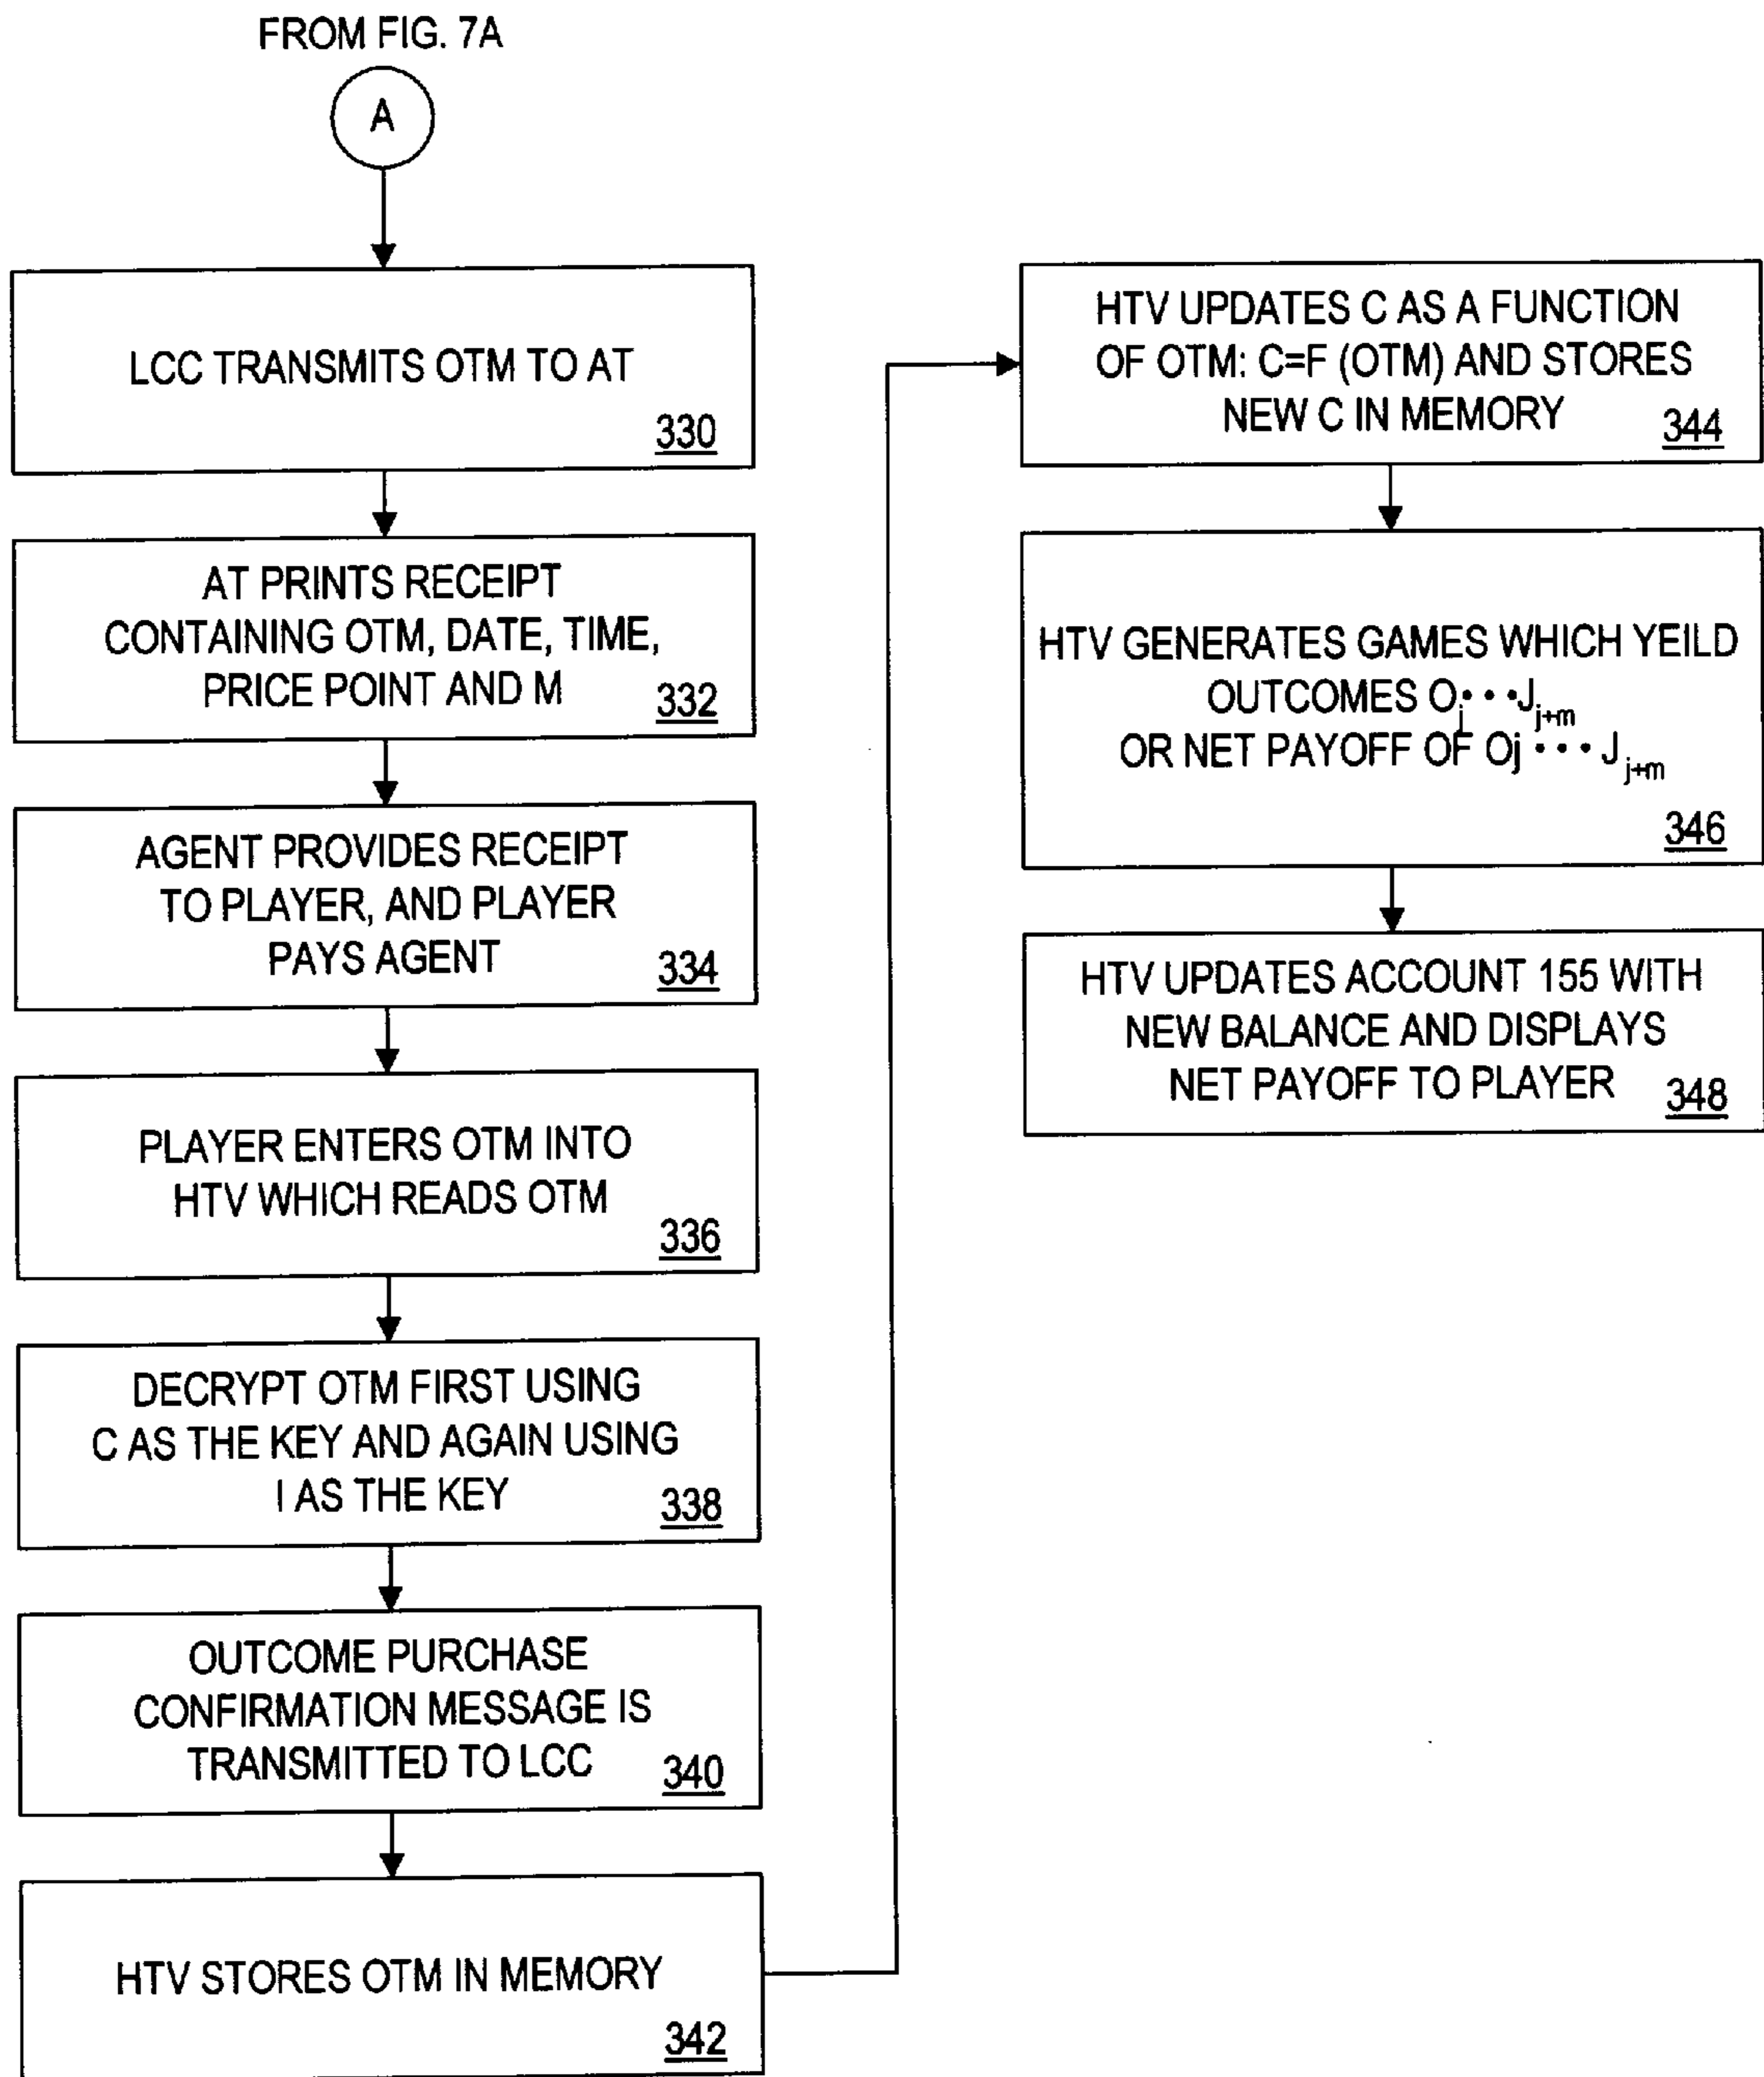 FROM FIG. 7A
A
LCC TRANSMITS OTM TO AT
330
AT PRINTS RECEIPT
CONTAINING OTM, DATE, TIME,
PRICE POINT AND M
332
AGENT PROVIDES RECEIPT
TO PLAYER, AND PLAYER
PAYS AGENT
334
PLAYER ENTERS OTM INTO
HTV WHICH READS OTM
336
DECRYPT OTM FIRST USING
C AS THE KEY AND AGAIN USING
I AS THE KEY
338
OUTCOME PURCHASE
CONFIRMATION MESSAGE IS
TRANSMITTED TO LCC
340
HTV STORES OTM IN MEMORY
342
HTV UPDATES C AS A FUNCTION
OF OTM: C=F (OTM) AND STORES
NEW C IN MEMORY
344
HTV GENERATES GAMES WHICH YEILD
OUTCOMES Oj•••Jj+m
OR NET PAYOFF OF Oj •••Jj+m
346
HTV UPDATES ACCOUNT 155 WITH
NEW BALANCE AND DISPLAYS
NET PAYOFF TO PLAYER
348